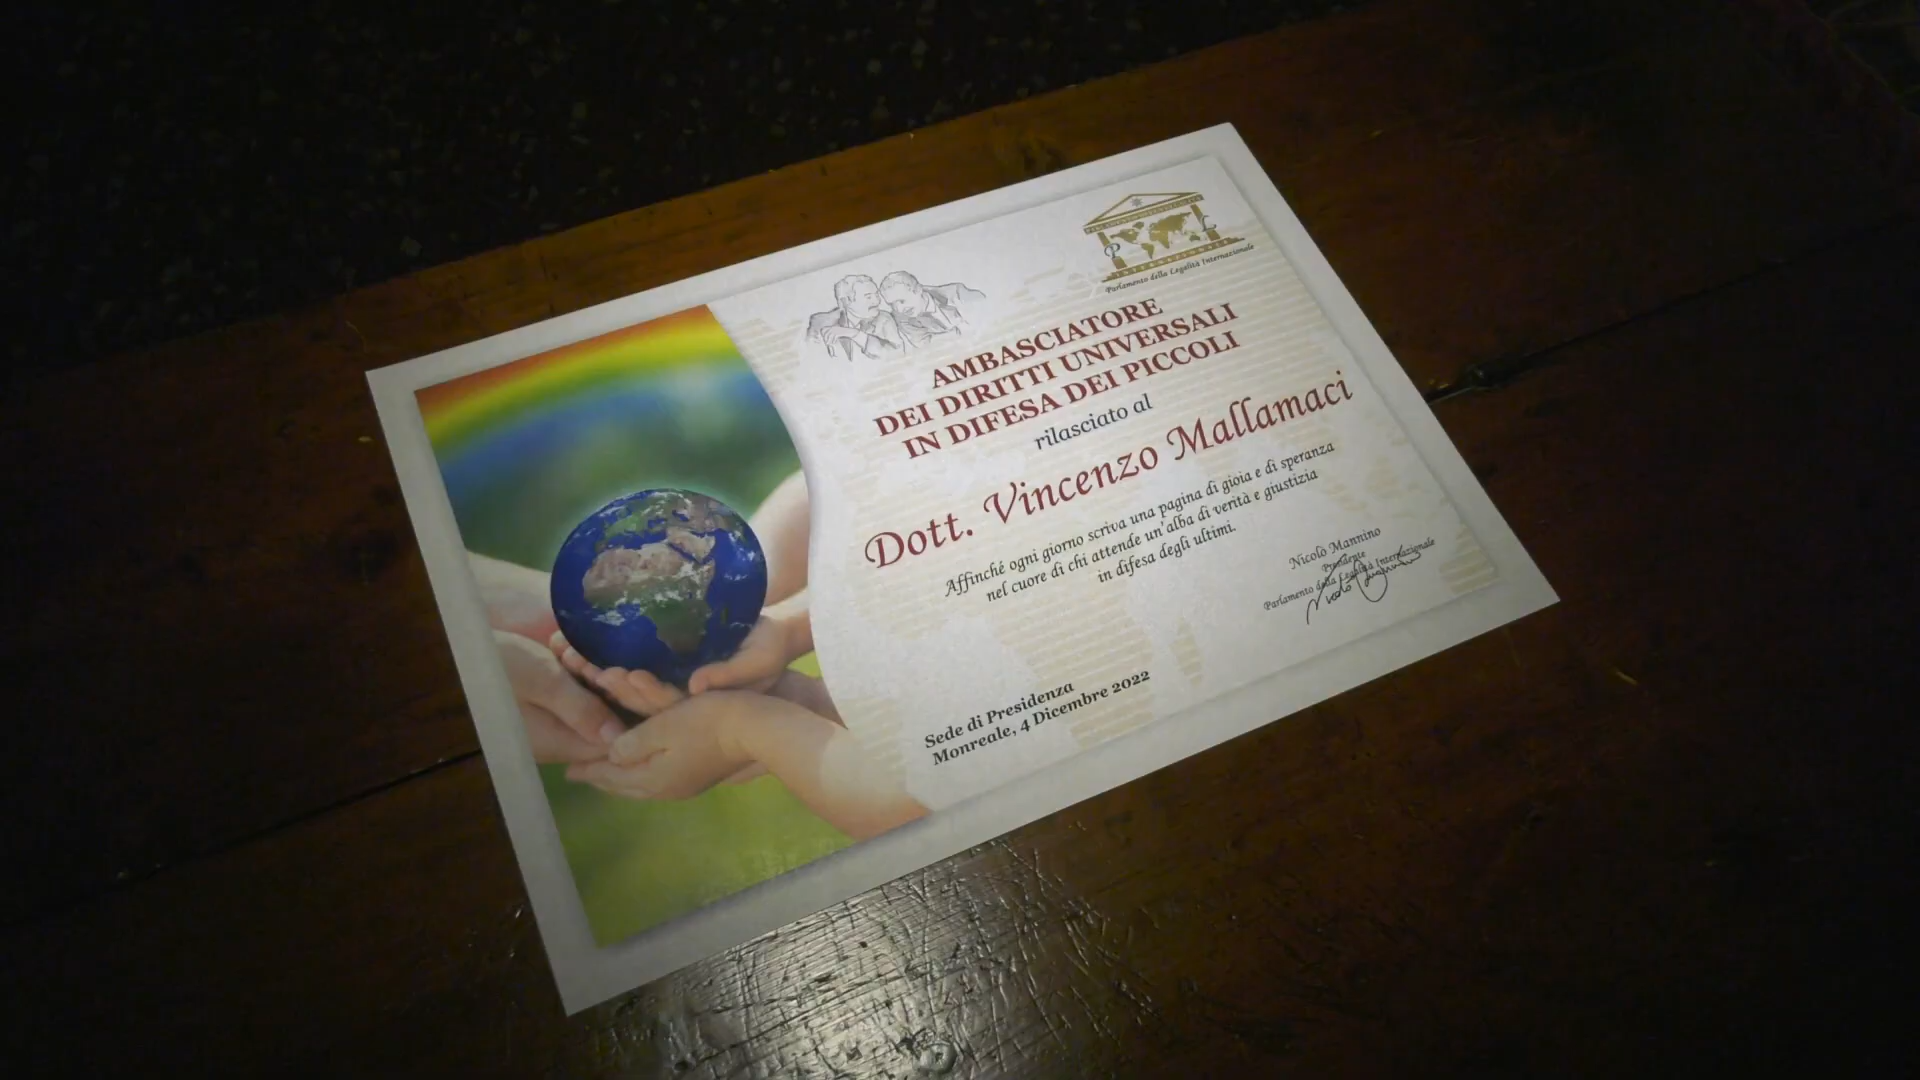 P L
INTERNAZIONALE
Parlamento della Legalità Internazionale
AMBASCIATORE
DEI DIRITTI UNIVERSALI
IN DIFESA DEI PICCOLI
rilasciato al
Dott. Vincenzo Mallamaci
Affinché ogni giorno scriva una pagina di gioia e di speranza
nel cuore di chi attende un'alba di verità e giustizia
in difesa degli ultimi.
Nicolò Mannino
Presidente
Parlamento della Legalità Internazionale
Sede di Presidenza
Monreale, 4 Dicembre 2022